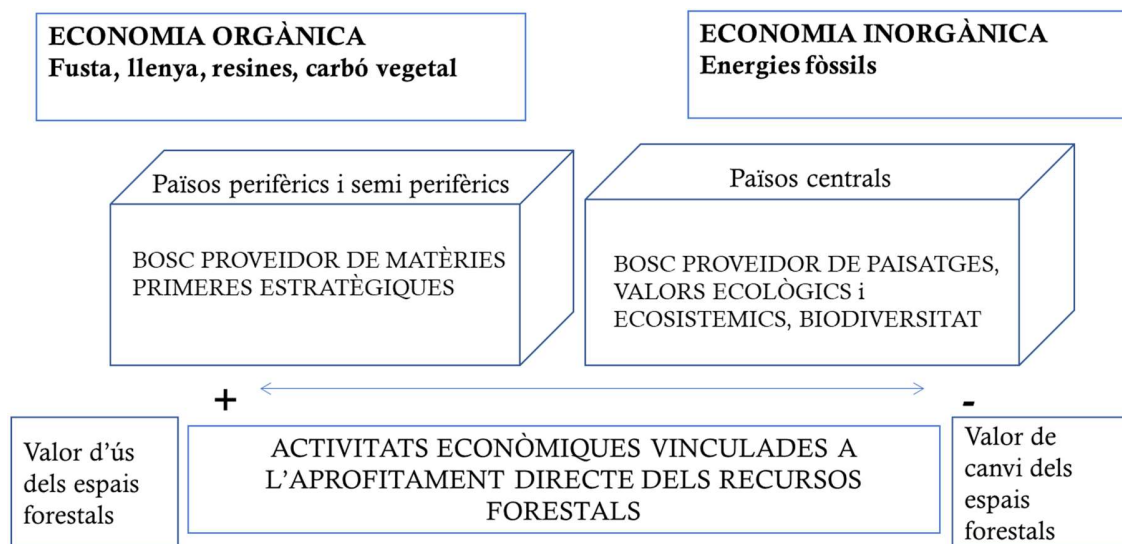 ECONOMIA ORGÀNICA
Fusta, llenya, resines, carbó vegetal
ECONOMIA INORGÀNICA
Energies fòssils
Països perifèrics i semi perifèrics
BOSC PROVEIDOR DE MATÈRIES
PRIMERES ESTRATÈGIQUES
Països centrals
BOSC PROVEIDOR DE PAISATGES,
VALORS ECOLÒGICS i
ECOSISTEMICS, BIODIVERSITAT
+
-
Valor d’ús
dels espais
forestals
ACTIVITATS ECONÒMIQUES VINCULADES A
L’APROFITAMENT DIRECTE DELS RECURSOS
FORESTALS
Valor de
canvi dels
espais
forestals